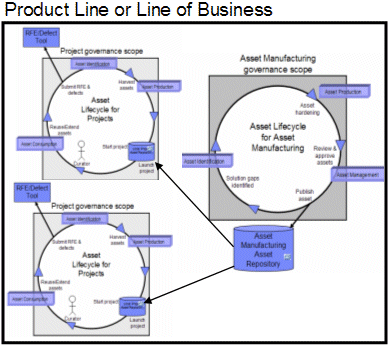 Product Line or Line of Business
RFE/Defect
Tool
Project governance scope
Asset Identification
Submit RFE &
defects
Harvest
assets
Asset Production
Asset
Lifecycle for
Projects
Reuse/Extend
assets
Asset Consumption
Start project
Curator
Launch
project
Asset Manufacturing
governance scope
Asset Production
Asset
hardening
Asset Lifecycle
for Asset
Manufacturing
Review &
approve
assets
Asset Identification
Asset Management
Solution gaps
identified
Publish
asset
Asset
Manufacturing
Asset
Repository
RFE/Defect
Tool
Project governance scope
Asset Identification
Submit RFE &
defects
Harvest
assets
Asset Production
Asset
Lifecycle for
Projects
Reuse/Extend
assets
Asset Consumption
Start project
Curator
Launch
project